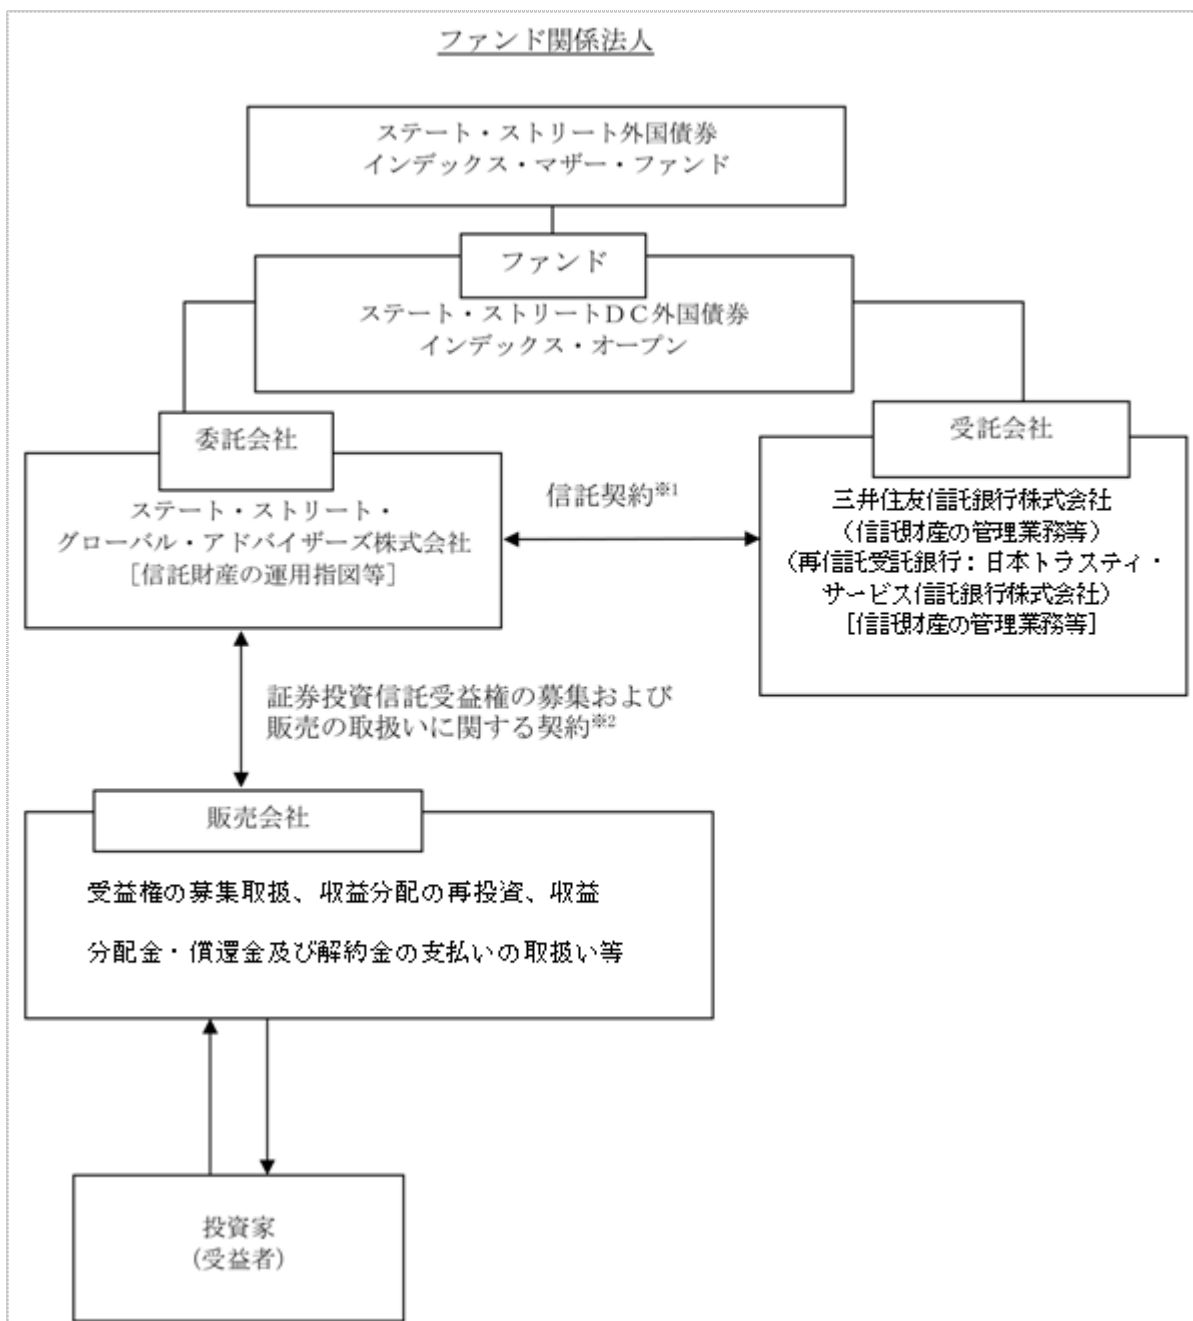 ファンド関係法人
ステート・ストリート外国債券
インデックス・マザー・ファンド
ファンド
ステート・ストリートＤＣ外国債券
インデックス・オープン
委託会社
ステート・ストリート・
グローバル・アドバイザーズ株式会社
［信託財産の運用指図等］
信託契約※1
受託会社
三井住友信託銀行株式会社
（信託財産の管理業務等）
（再信託受託銀行：日本トラスティ・
サービス信託銀行株式会社）
［信託財産の管理業務等］
証券投資信託受益権の募集および
販売の取扱いに関する契約※2
販売会社
受益権の募集取扱、収益分配の再投資、収益
分配金・償還金及び解約金の支払いの取扱い等
投資家
（受益者）